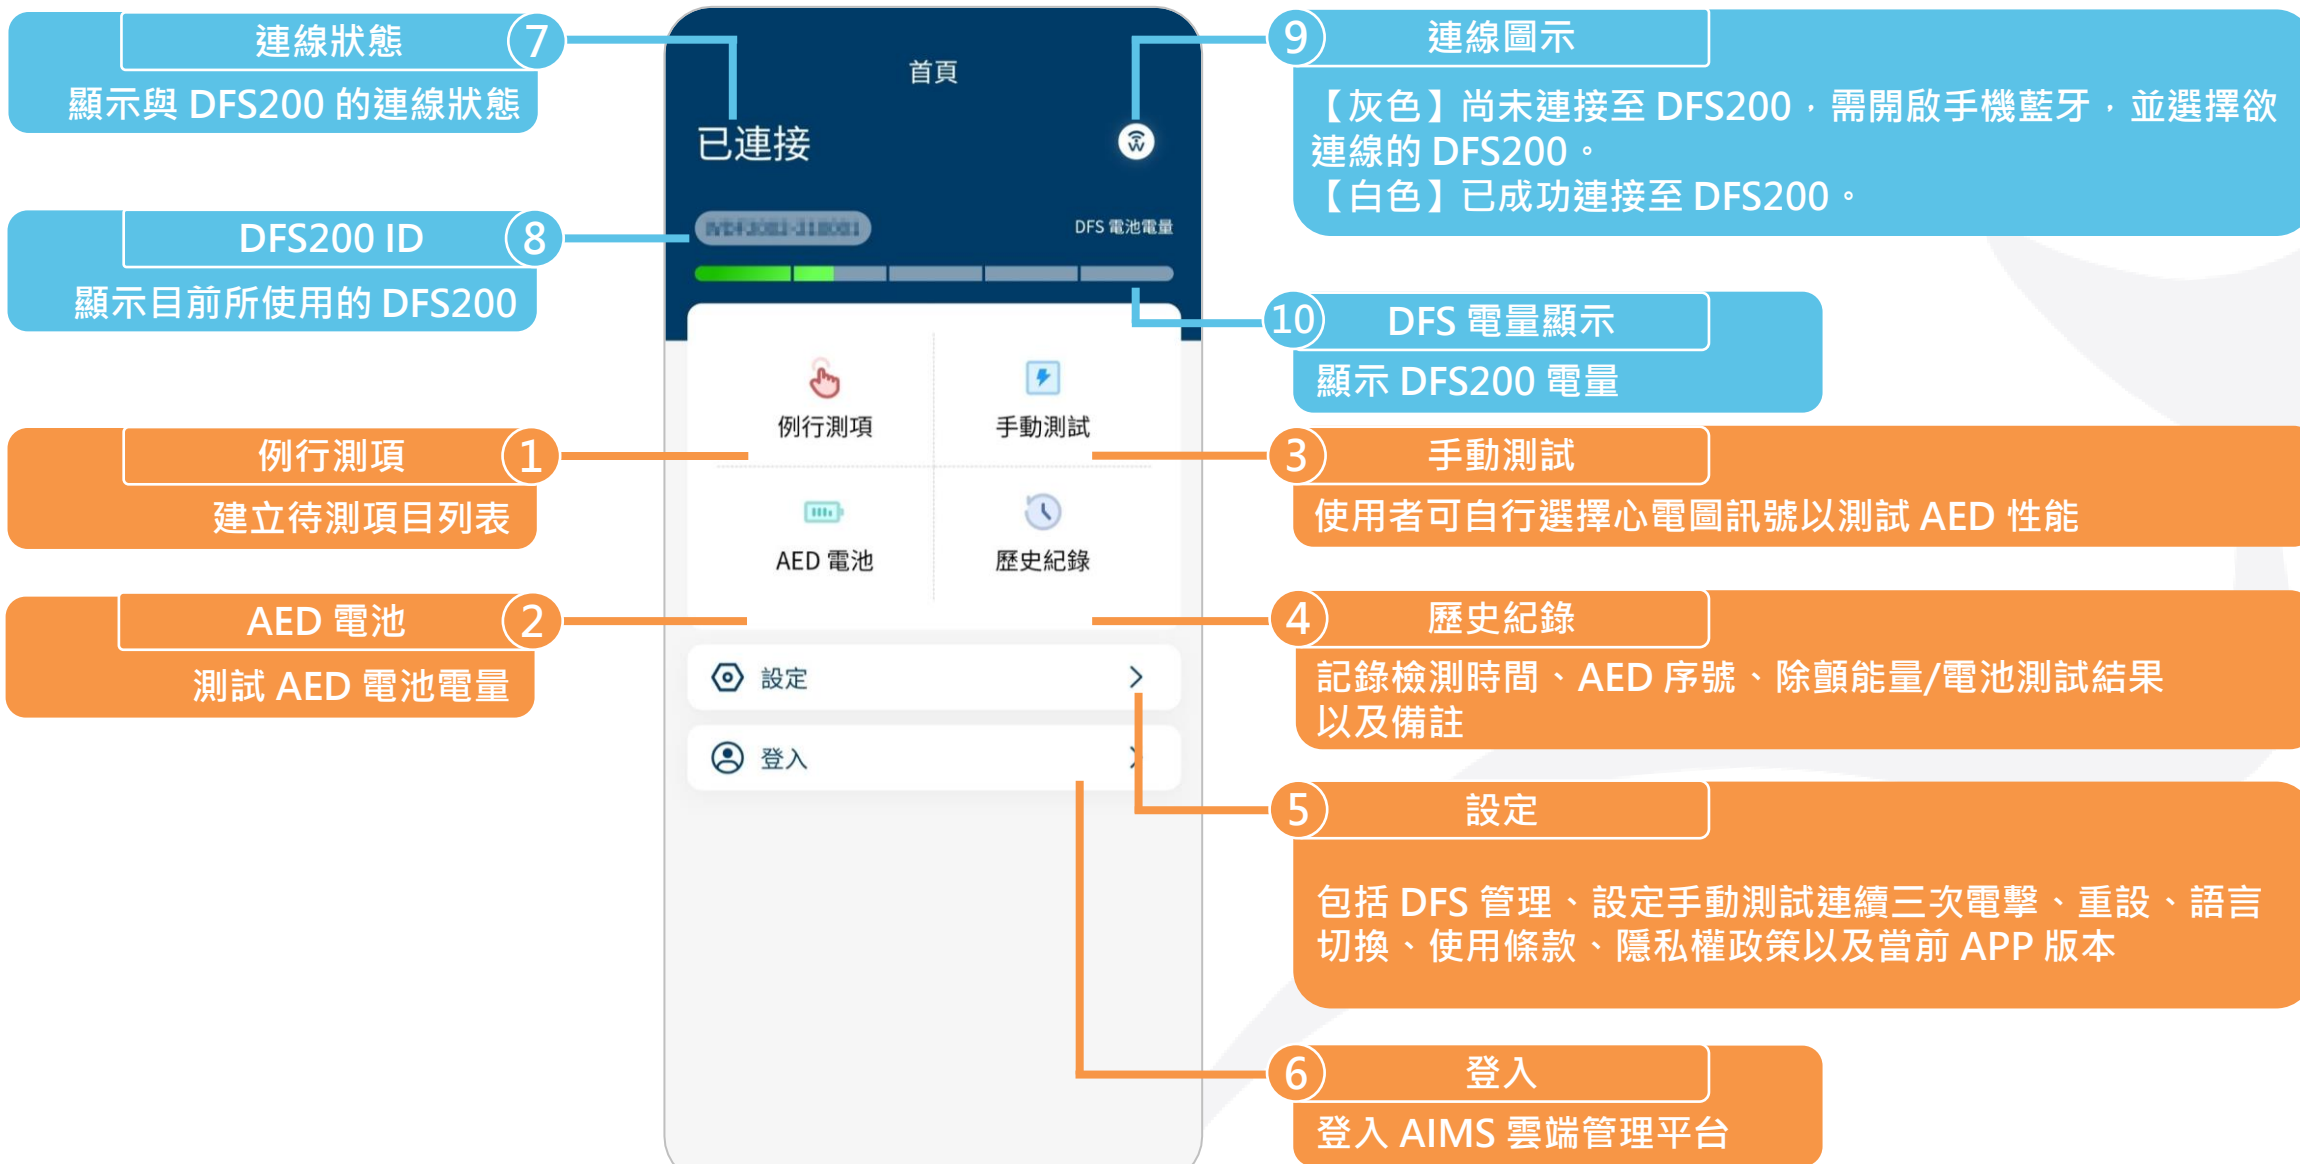 連線狀態
7
顯示與 DFS200 的連線狀態
DFS200 ID
8
顯示目前所使用的 DFS200
例行測項
1
建立待測項目列表
AED 電池
2
測試 AED 電池電量
首頁
已連接
DFS 電池電量
例行測項
手動測試
AED 電池
歷史紀錄
設定
登入
9
連線圖示
【灰色】尚未連接至 DFS200，需開啟手機藍牙，並選擇欲
連線的 DFS200。
【白色】已成功連接至 DFS200。
10
DFS 電量顯示
顯示 DFS200 電量
3
手動測試
使用者可自行選擇心電圖訊號以測試 AED 性能
4
歷史紀錄
記錄檢測時間、AED 序號、除顫能量/電池測試結果
以及備註
5
設定
包括 DFS 管理、設定手動測試連續三次電擊、重設、語言
切換、使用條款、隱私權政策以及當前 APP 版本
6
登入
登入 AIMS 雲端管理平台